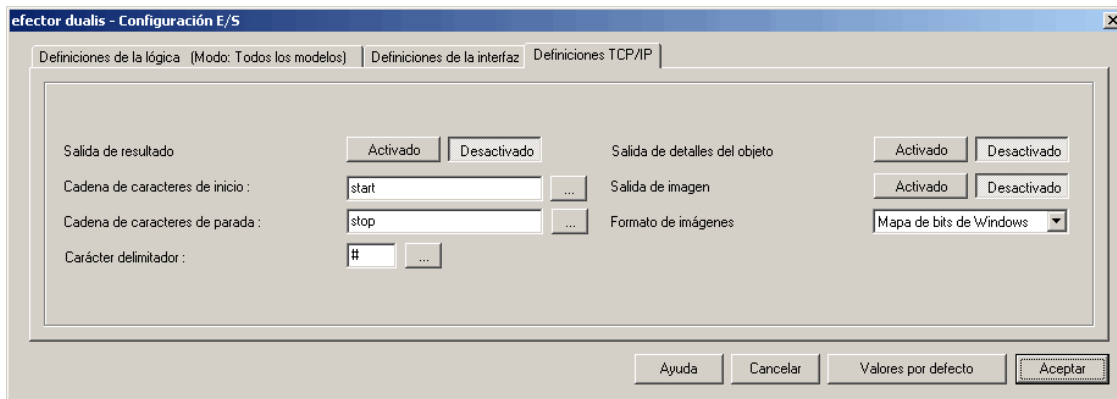 efector dualis - Configuración E/S
Definiciones de la lógica (Modo: Todos los modelos) Definiciones de la interfaz Definiciones TCP/IP
Salida de resultado Activado Desactivado Salida de detalles del objeto Activado Desactivado
Cadena de caracteres de inicio : start ... Salida de imagen Activado Desactivado
Cadena de caracteres de parada : stop ... Formato de imágenes Mapa de bits de Windows
Carácter delimitador : # ...
Ayuda Cancelar Valores por defecto Aceptar